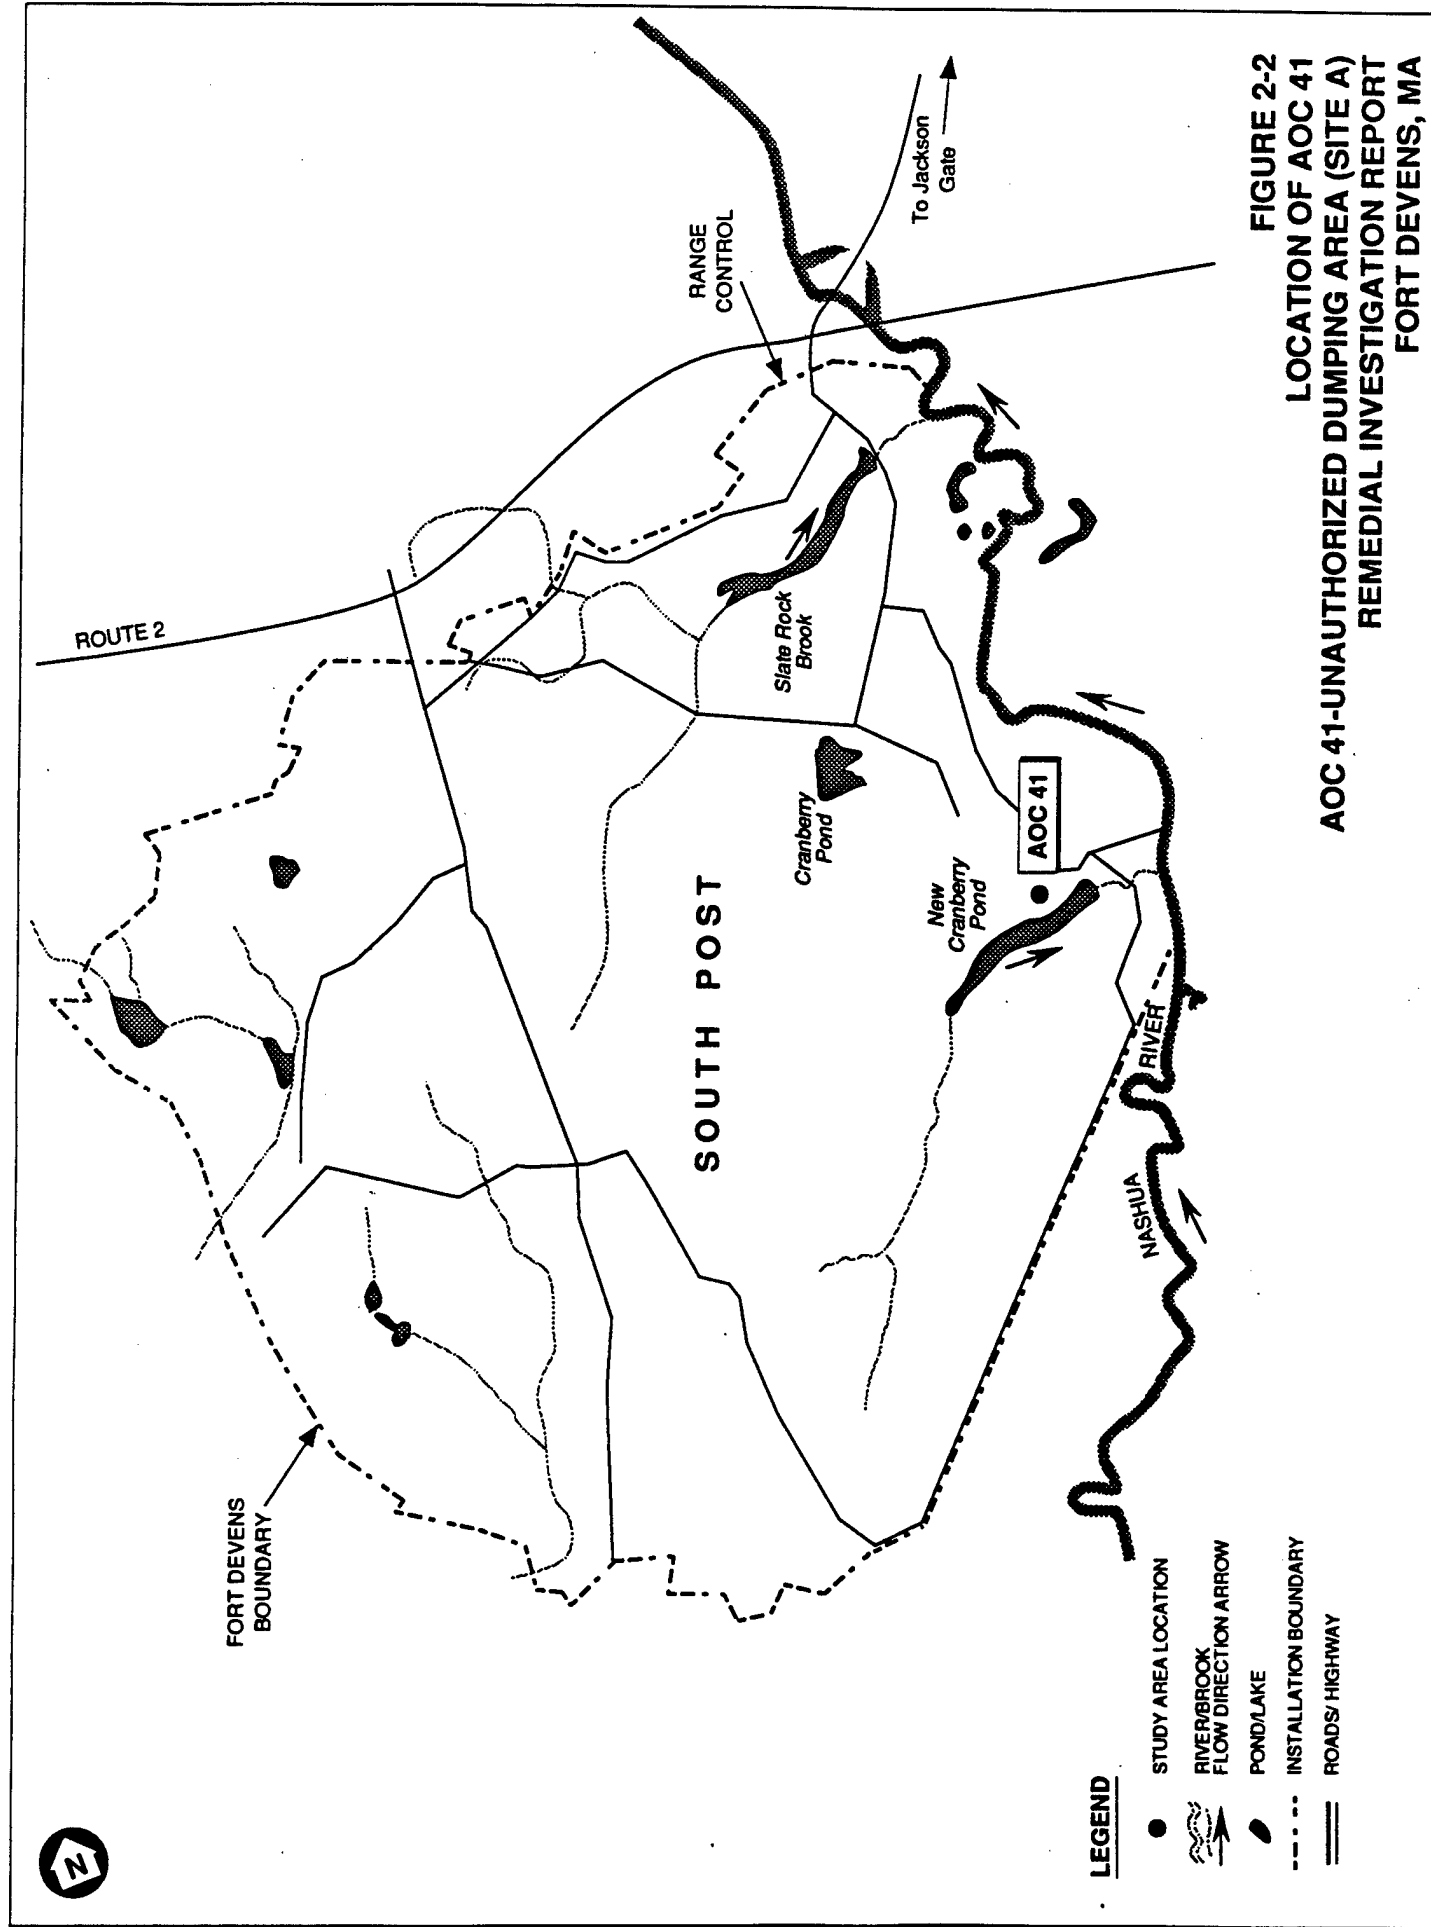 N
ROUTE 2
RANGE
CONTROL
To Jackson
Gate
FORT DEVENS
BOUNDARY
SOUTH POST
Slate Rock
Brook
Cranberry
Pond
New
Cranberry
Pond
AOC 41
NASHUA
RIVER
LEGEND
STUDY AREA LOCATION
RIVER/BROOK
FLOW DIRECTION ARROW
POND/LAKE
INSTALLATION BOUNDARY
ROADS/ HIGHWAY
FIGURE 2-2
LOCATION OF AOC 41
AOC 41-UNAUTHORIZED DUMPING AREA (SITE A)
REMEDIAL INVESTIGATION REPORT
FORT DEVENS, MA